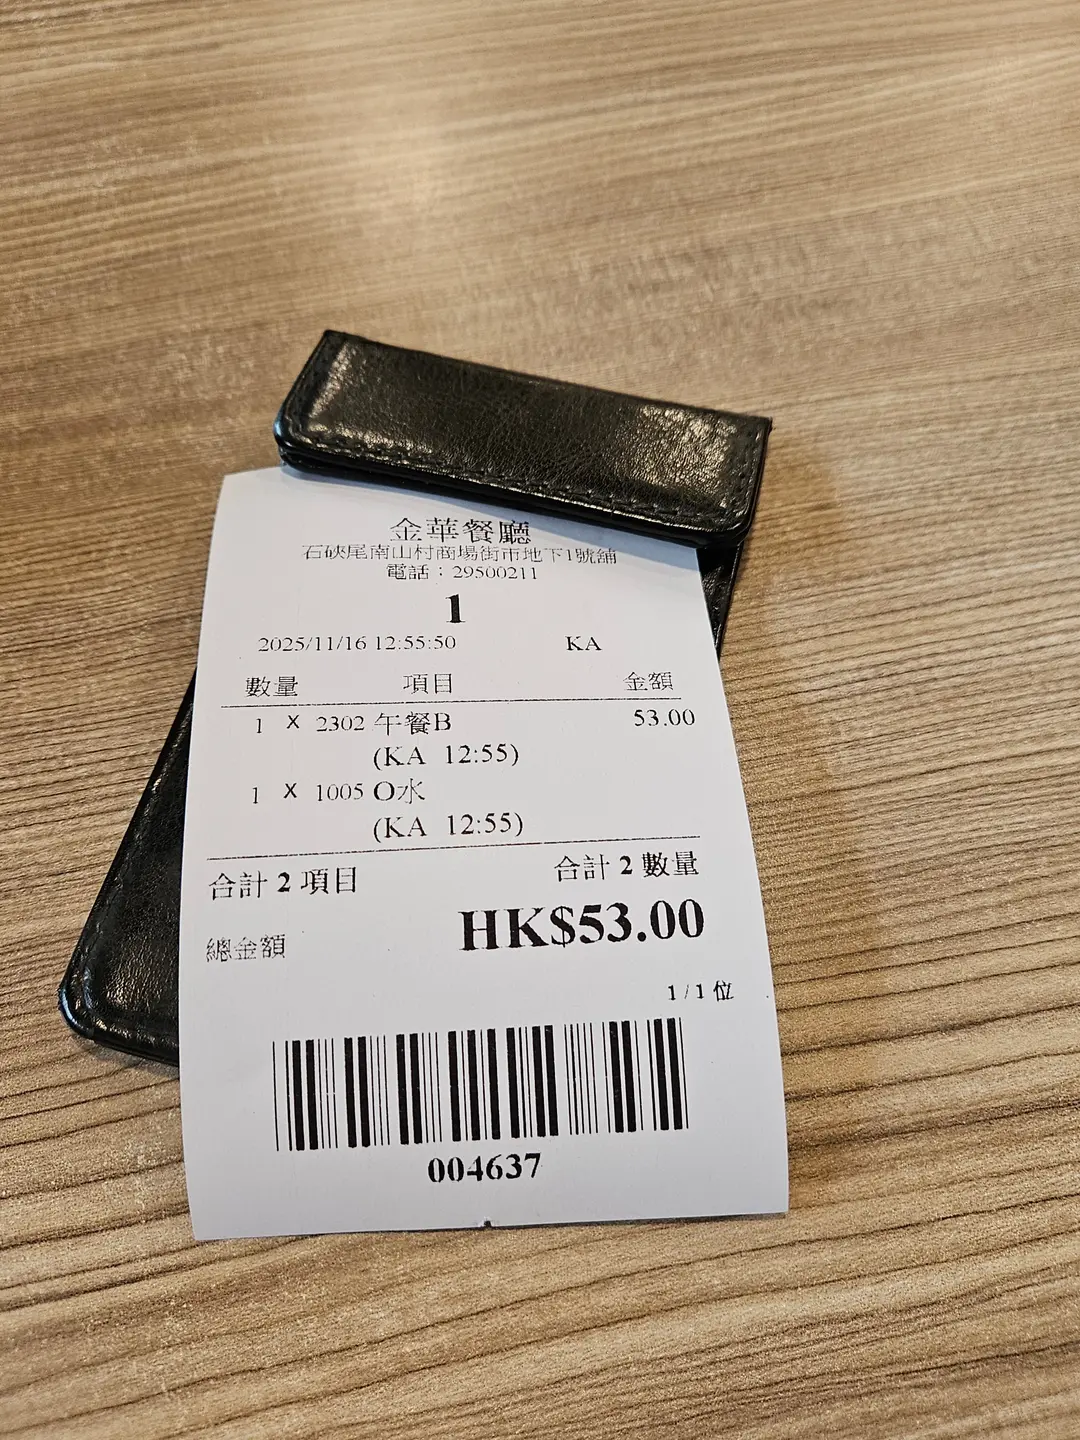 金華餐廳
石硤尾南山村商場街市地下1號舖
電話：29500211
1
2025/11/16 12:55:50 KA
數量 項目 金額
1 X 2302 午餐B 53.00
(KA 12:55)
1 X 1005 O水
(KA 12:55)
合計 2 項目 合計 2 數量
總金額 HK$53.00
1 / 1 位
004637